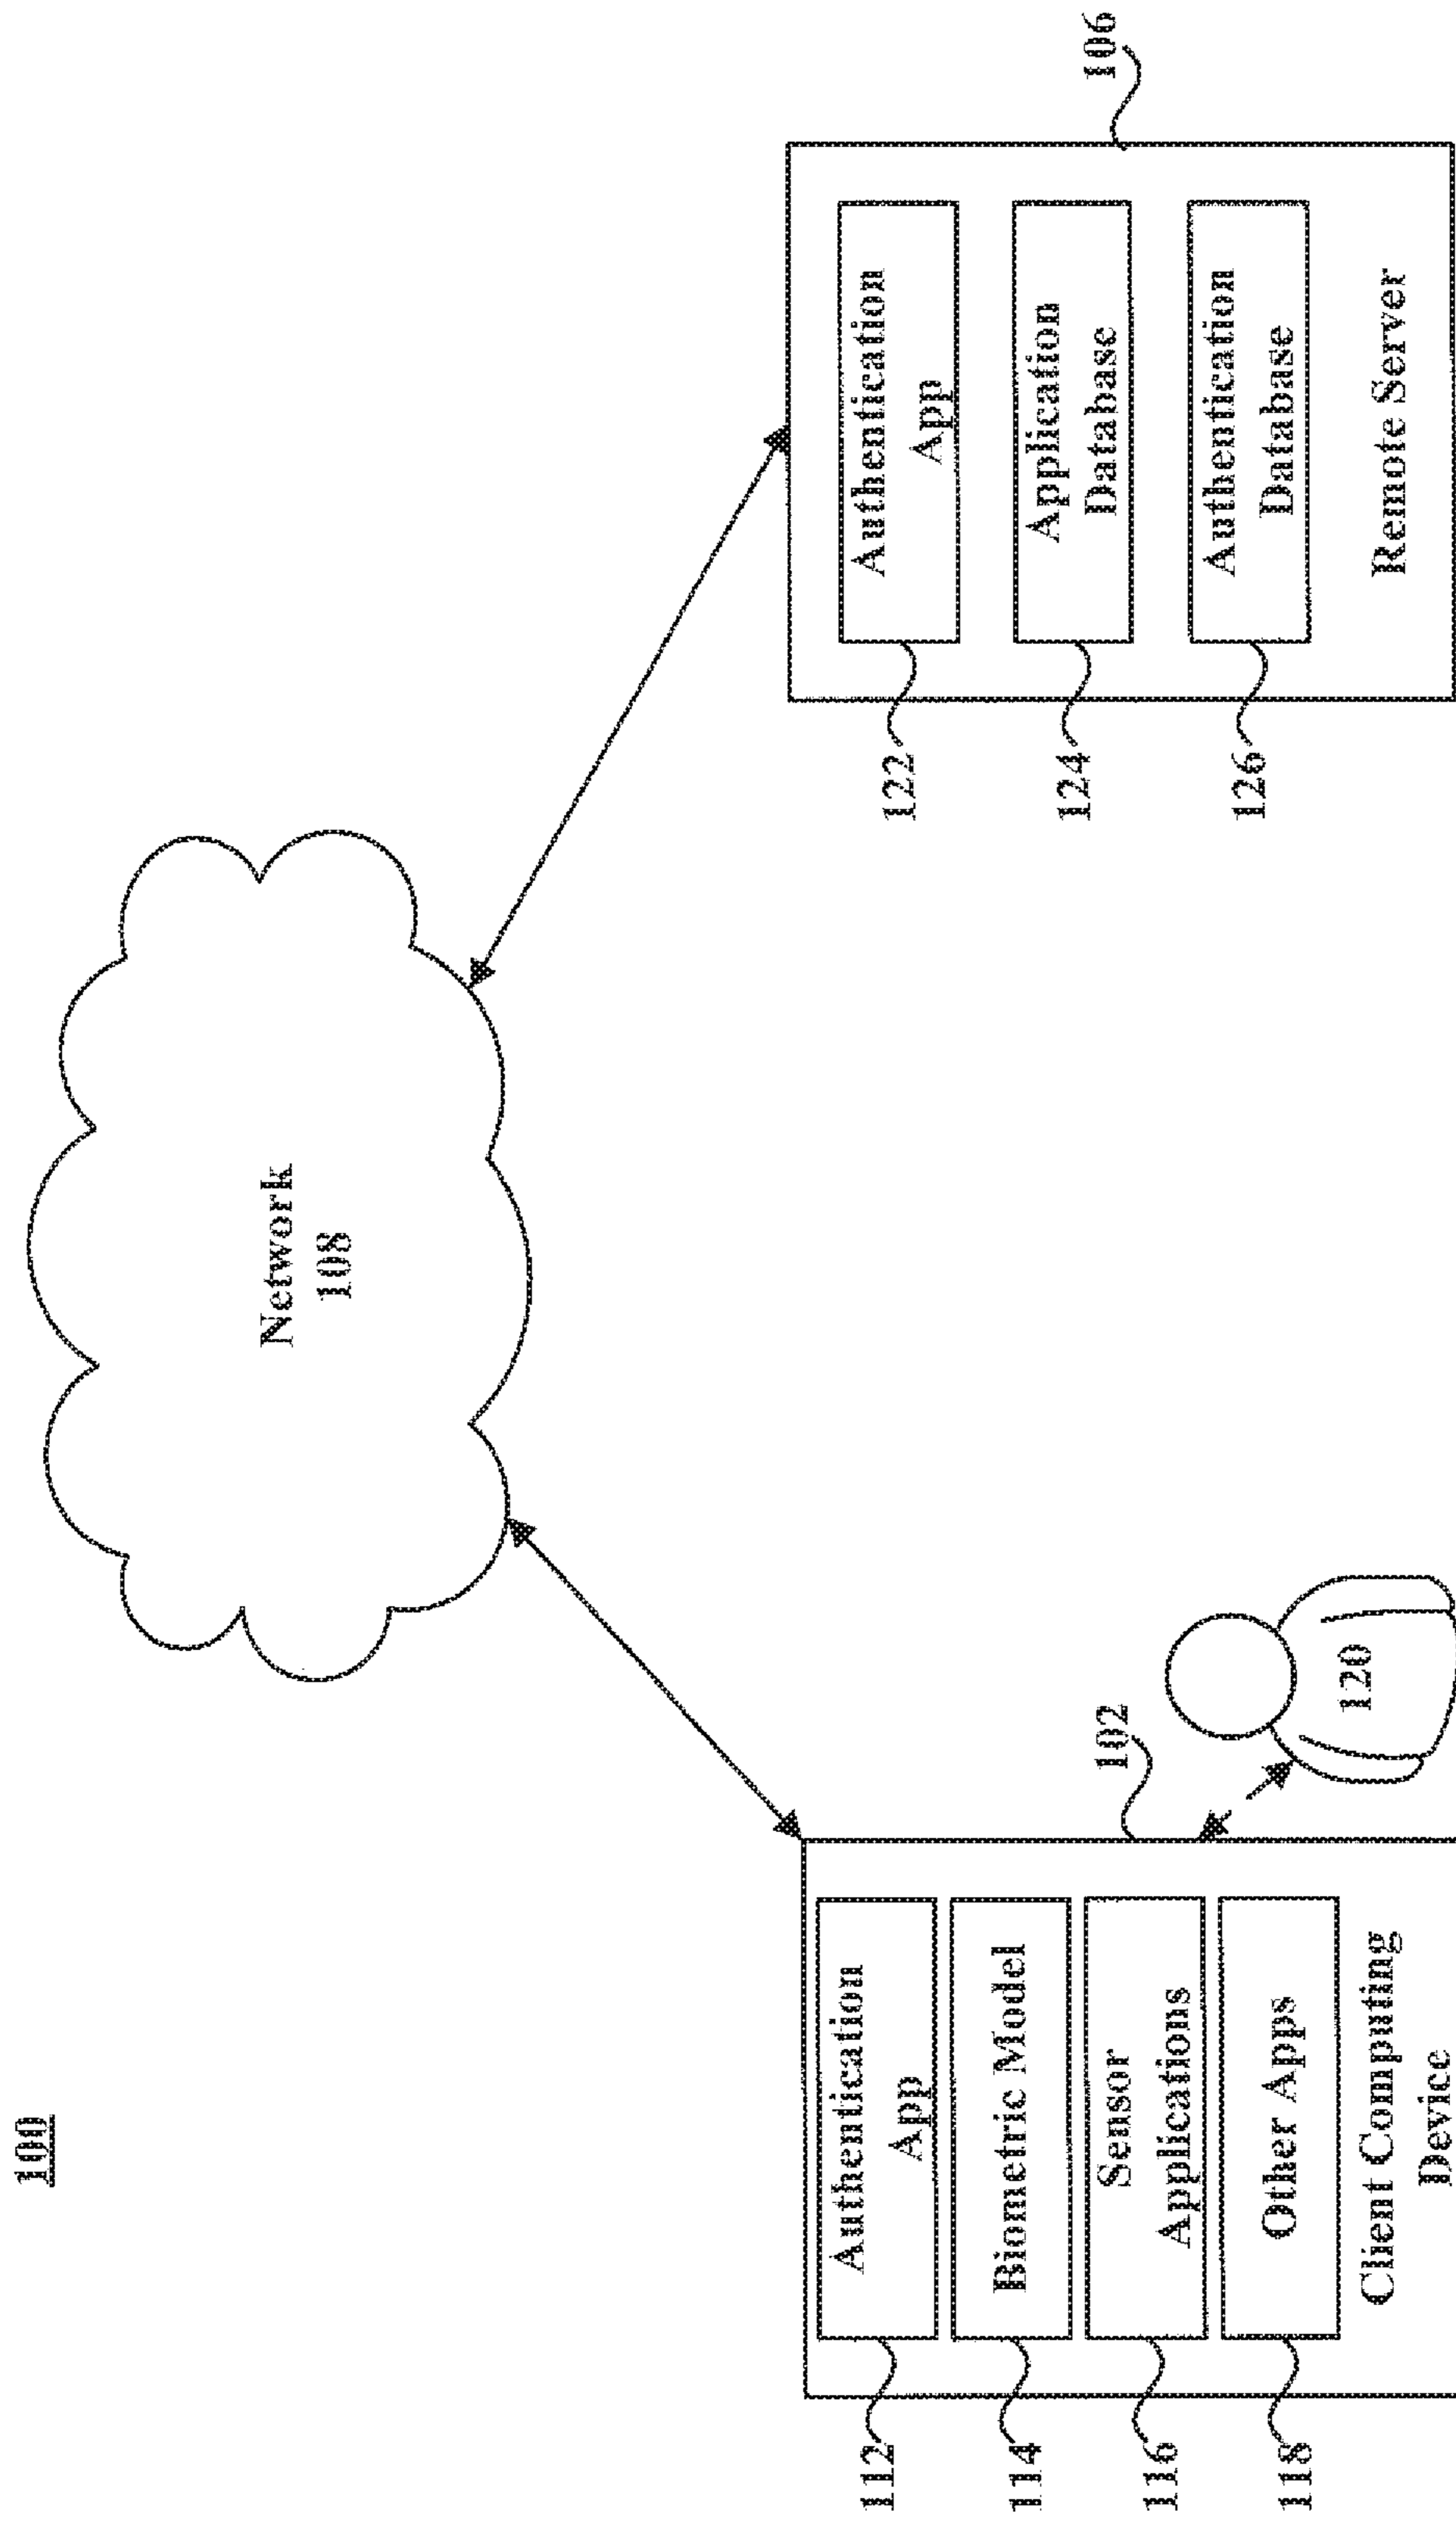 100
Network
108
102
106
112
Authentication
App
114
Biometric Model
116
Sensor
Applications
118
Other Apps
Client Computing
Device
120
122
Authentication
App
124
Application
Database
126
Authentication
Database
Remote Server